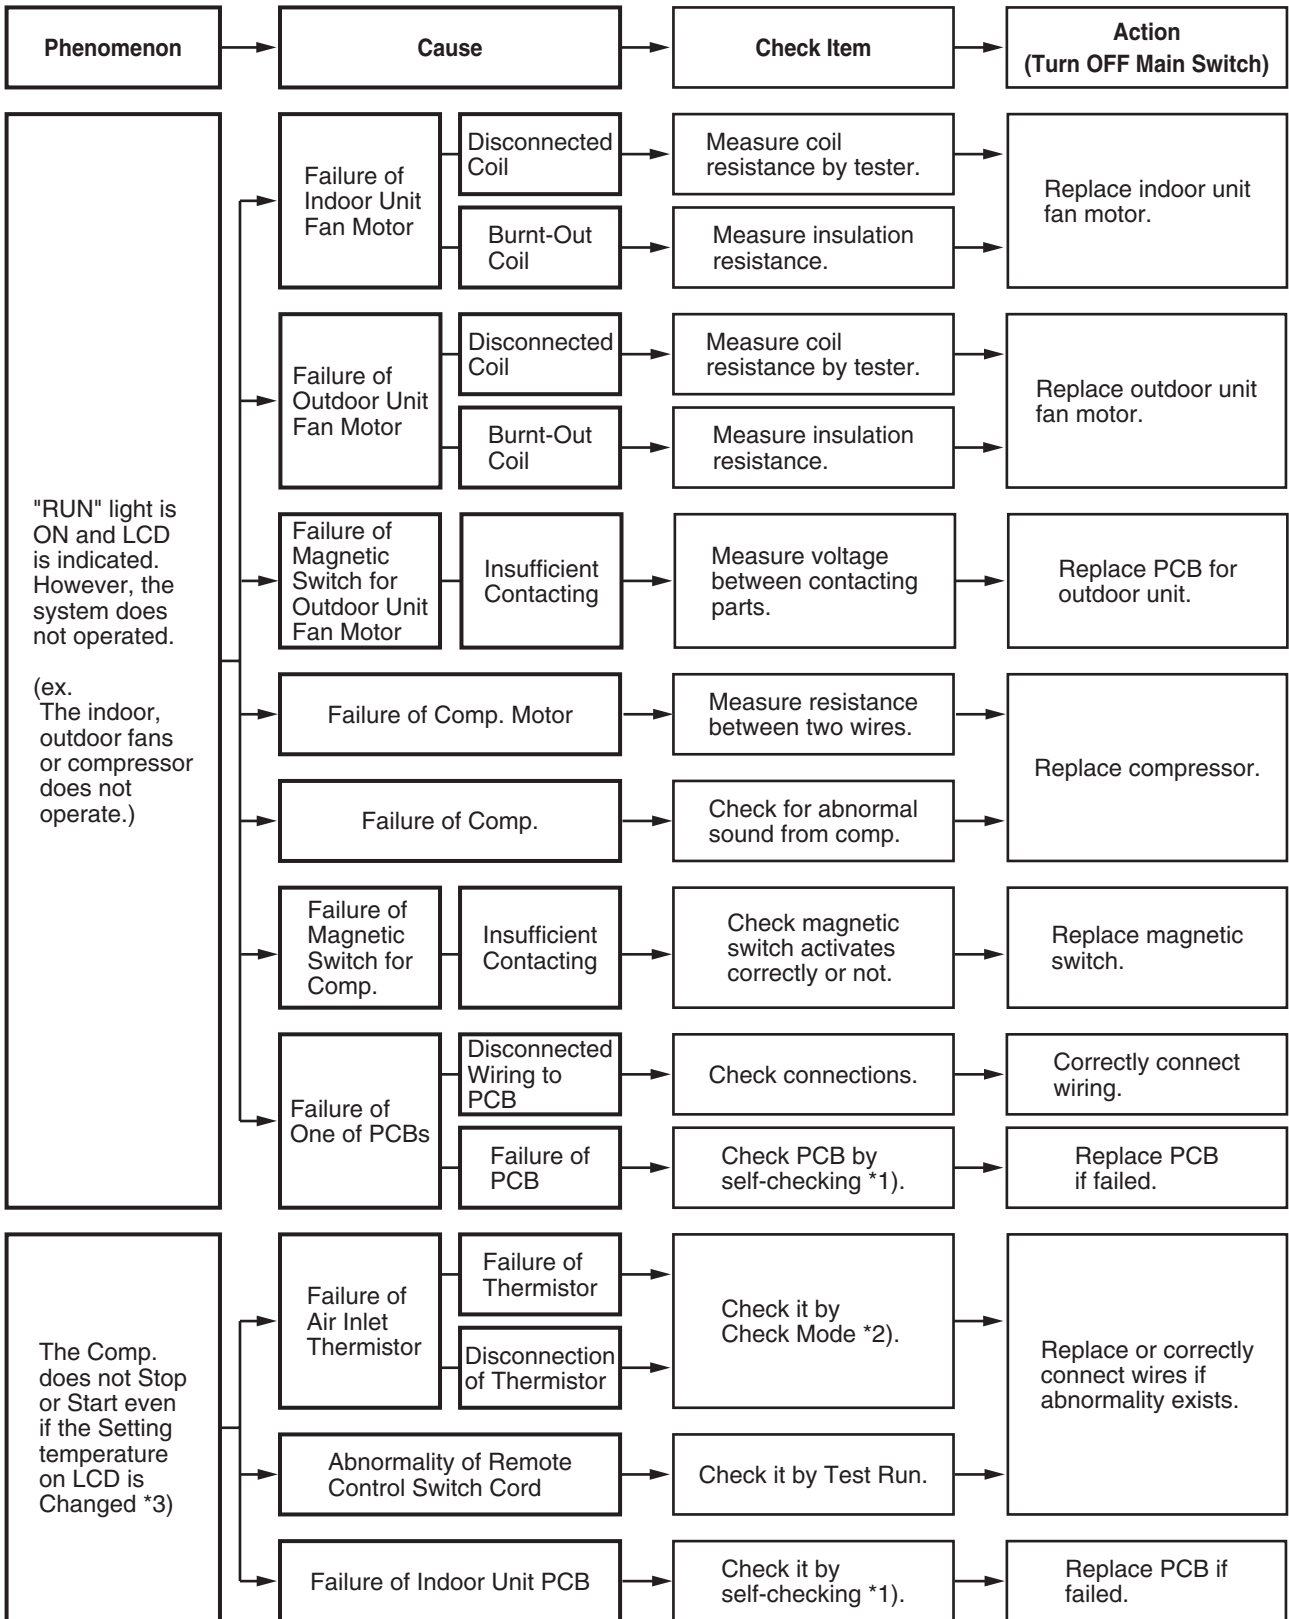 Phenomenon
Cause
Check Item
Action
(Turn OFF Main Switch)
"RUN" light is
ON and LCD
is indicated.
However, the
system does
not operated.
(ex.
The indoor,
outdoor fans
or compressor
does not
operate.)
Failure of
Indoor Unit
Fan Motor
Disconnected
Coil
Measure coil
resistance by tester.
Burnt-Out
Coil
Measure insulation
resistance.
Replace indoor unit
fan motor.
Failure of
Outdoor Unit
Fan Motor
Disconnected
Coil
Measure coil
resistance by tester.
Burnt-Out
Coil
Measure insulation
resistance.
Replace outdoor unit
fan motor.
Failure of
Magnetic
Switch for
Outdoor Unit
Fan Motor
Insufficient
Contacting
Measure voltage
between contacting
parts.
Replace PCB for
outdoor unit.
Failure of Comp. Motor
Measure resistance
between two wires.
Failure of Comp.
Check for abnormal
sound from comp.
Replace compressor.
Failure of
Magnetic
Switch for
Comp.
Insufficient
Contacting
Check magnetic
switch activates
correctly or not.
Replace magnetic
switch.
Failure of
One of PCBs
Disconnected
Wiring to
PCB
Check connections.
Correctly connect
wiring.
Failure of
PCB
Check PCB by
self-checking *1).
Replace PCB
if failed.
The Comp.
does not Stop
or Start even
if the Setting
temperature
on LCD is
Changed *3)
Failure of
Air Inlet
Thermistor
Failure of
Thermistor
Disconnection
of Thermistor
Check it by
Check Mode *2).
Replace or correctly
connect wires if
abnormality exists.
Abnormality of Remote
Control Switch Cord
Check it by Test Run.
Failure of Indoor Unit PCB
Check it by
self-checking *1).
Replace PCB if
failed.